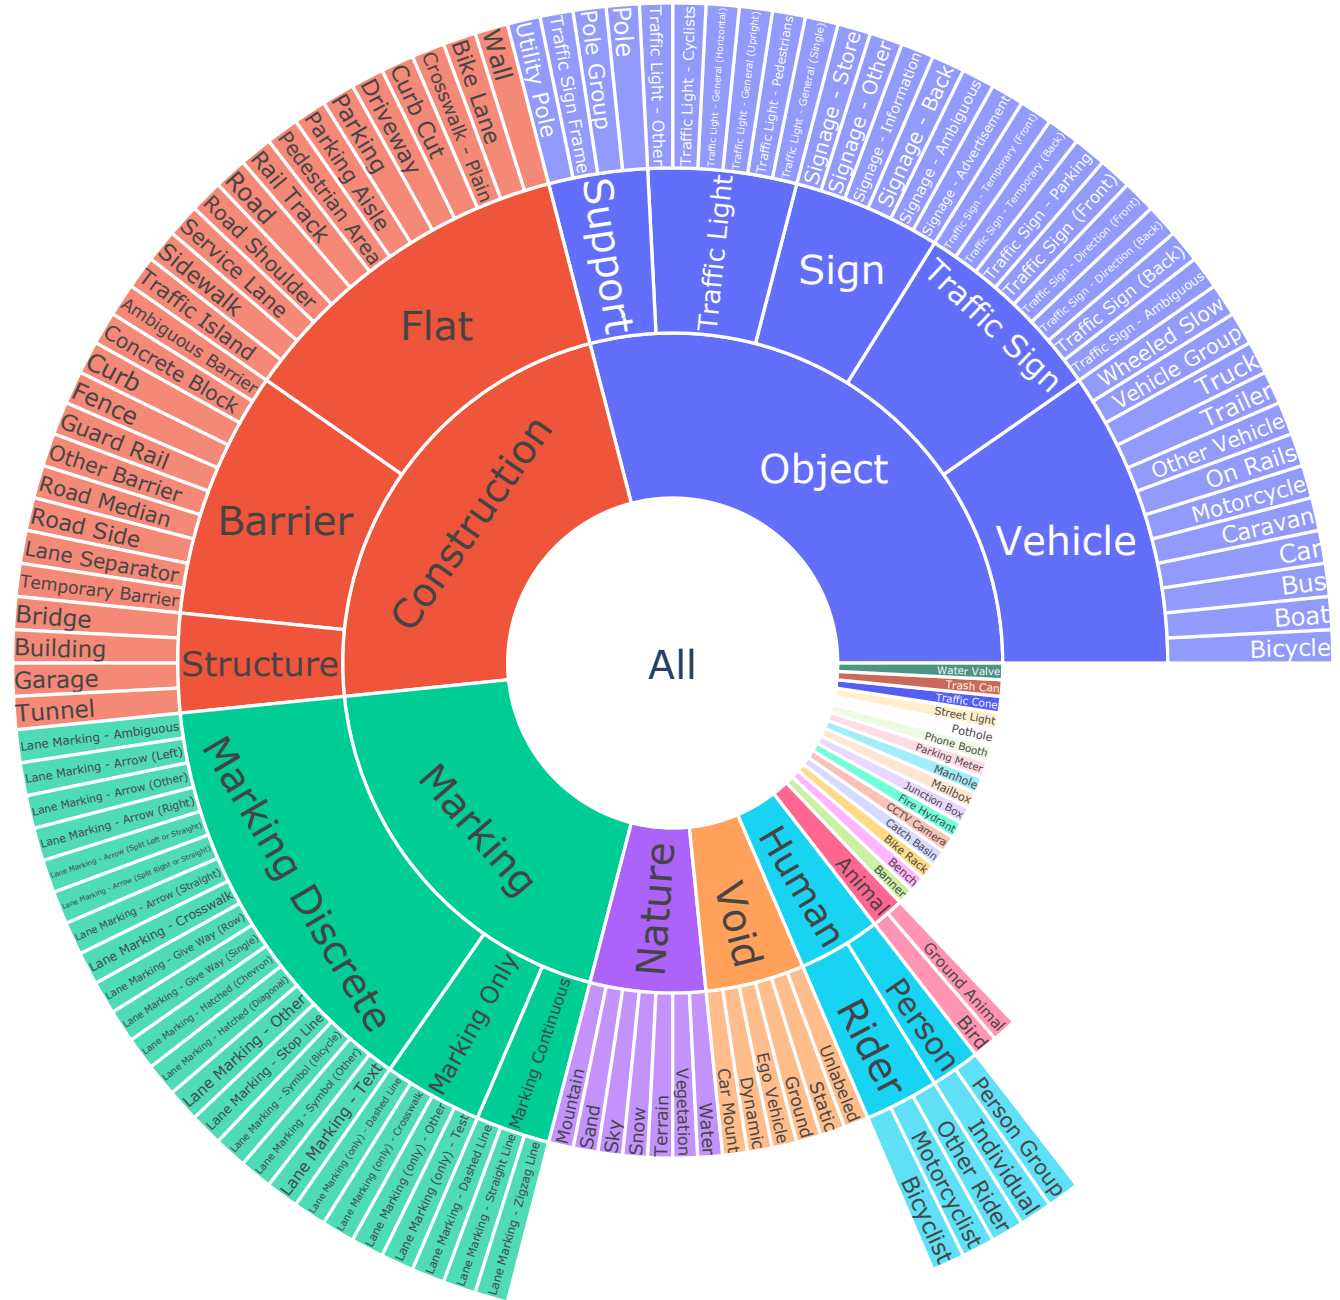 All
Object
Support
Utility Pole
Traffic Sign Frame
Pole Group
Pole
Traffic Light
Traffic Light - Other
Traffic Light - Cyclists
Traffic Light - General (Horizontal)
Traffic Light - General (Upright)
Traffic Light - Pedestrians
Traffic Light - General (Single)
Sign
Signage - Store
Signage - Other
Signage - Information
Signage - Back
Signage - Ambiguous
Signage - Advertisement
Traffic Sign
Traffic Sign - Temporary (Front)
Traffic Sign - Temporary (Back)
Traffic Sign - Parking
Traffic Sign (Front)
Traffic Sign - Direction (Front)
Traffic Sign - Direction (Back)
Traffic Sign (Back)
Traffic Sign - Ambiguous
Vehicle
Wheeled Slow
Vehicle Group
Truck
Trailer
Other Vehicle
On Rails
Motorcycle
Caravan
Car
Bus
Boat
Bicycle
Water Valve
Trash Can
Traffic Cone
Street Light
Pothole
Phone Booth
Parking Meter
Manhole
Mailbox
Junction Box
Fire Hydrant
CCTV Camera
Catch Basin
Bike Rack
Bench
Banner
Animal
Ground Animal
Bird
Human
Person
Person Group
Individual
Rider
Other Rider
Motorcyclist
Bicyclist
Void
Unlabeled
Static
Ground
Ego Vehicle
Dynamic
Car Mount
Nature
Water
Vegetation
Terrain
Snow
Sky
Sand
Mountain
Marking
Marking Continuous
Lane Marking - Zigzag Line
Lane Marking - Straight Line
Lane Marking - Dashed Line
Marking Only
Lane Marking (only) - Test
Lane Marking (only) - Other
Lane Marking (only) - Crosswalk
Lane Marking (only) - Dashed Line
Marking Discrete
Lane Marking - Text
Lane Marking - Symbol (Other)
Lane Marking - Symbol (Bicycle)
Lane Marking - Stop Line
Lane Marking - Other
Lane Marking - Hatched (Diagonal)
Lane Marking - Hatched (Chevron)
Lane Marking - Give Way (Single)
Lane Marking - Give Way (Row)
Lane Marking - Crosswalk
Lane Marking - Arrow (Straight)
Lane Marking - Arrow (Split Right or Straight)
Lane Marking - Arrow (Split Left or Straight)
Lane Marking - Arrow (Right)
Lane Marking - Arrow (Other)
Lane Marking - Arrow (Left)
Lane Marking - Ambiguous
Construction
Structure
Tunnel
Garage
Building
Bridge
Barrier
Temporary Barrier
Lane Separator
Road Side
Road Median
Other Barrier
Guard Rail
Fence
Curb
Concrete Block
Ambiguous Barrier
Flat
Traffic Island
Sidewalk
Service Lane
Road Shoulder
Road
Rail Track
Pedestrian Area
Parking Aisle
Parking
Driveway
Curb Cut
Crosswalk - Plain
Bike Lane
Wall